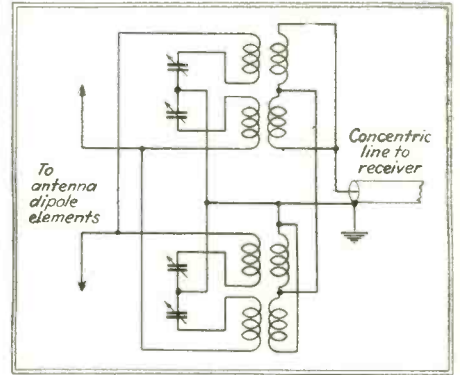 Concentric
line to
receiver
To
antenna
dipole
elements